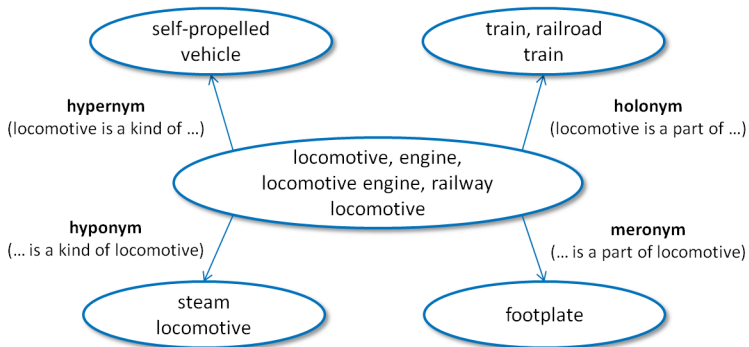 self-propelled
vehicle
train, railroad
train
hypernym
(locomotive is a kind of …)
holonym
(locomotive is a part of …)
locomotive, engine,
locomotive engine, railway
locomotive
hyponym
(… is a kind of locomotive)
meronym
(… is a part of locomotive)
steam
locomotive
footplate